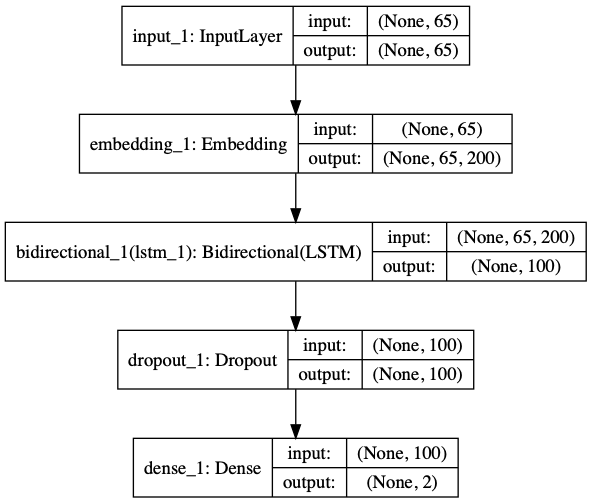 input_1: InputLayer
input: (None, 65)
output: (None, 65)
embedding_1: Embedding
input: (None, 65)
output: (None, 65, 200)
bidirectional_1(lstm_1): Bidirectional(LSTM)
input: (None, 65, 200)
output: (None, 100)
dropout_1: Dropout
input: (None, 100)
output: (None, 100)
dense_1: Dense
input: (None, 100)
output: (None, 2)